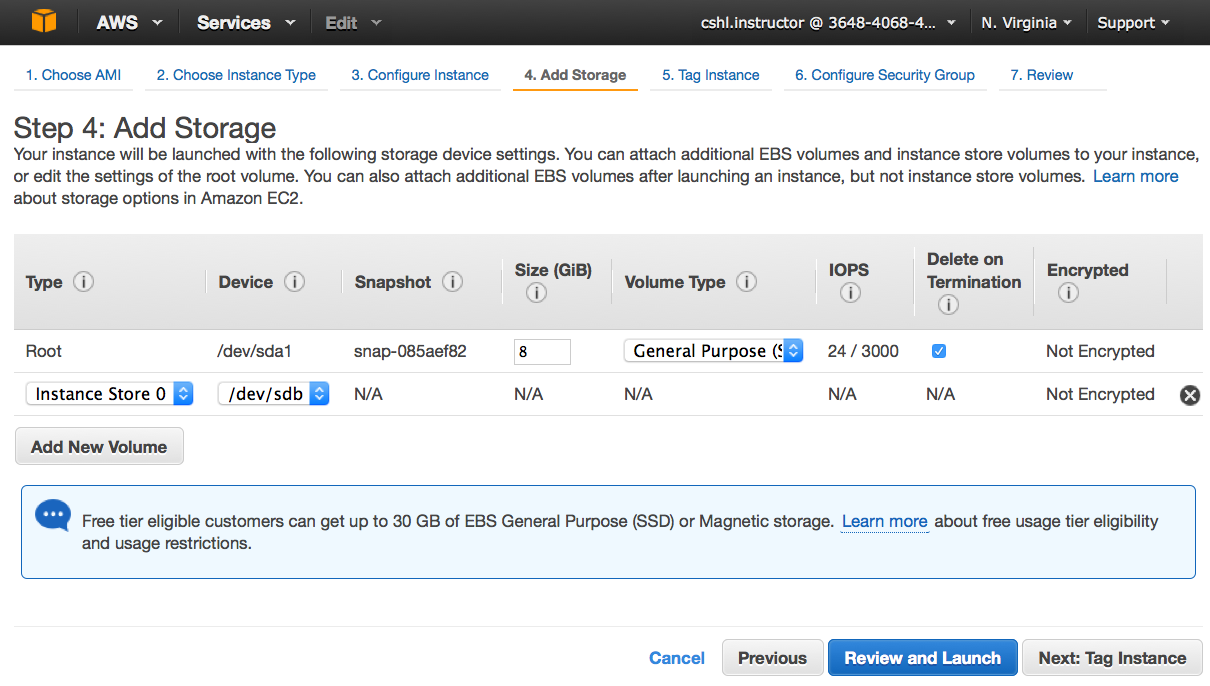 AWS Services Edit cshl.instructor @ 3648-4068-4... N. Virginia Support
1. Choose AMI 2. Choose Instance Type 3. Configure Instance 4. Add Storage 5. Tag Instance 6. Configure Security Group 7. Review
Step 4: Add Storage
Your instance will be launched with the following storage device settings. You can attach additional EBS volumes and instance store volumes to your instance,
or edit the settings of the root volume. You can also attach additional EBS volumes after launching an instance, but not instance store volumes. Learn more
about storage options in Amazon EC2.
Type i Device i Snapshot i Size (GiB) i Volume Type i IOPS i Delete on Termination i Encrypted i
Root /dev/sda1 snap-085aef82 8 General Purpose (S 24 / 3000 Not Encrypted
Instance Store 0 /dev/sdb N/A N/A N/A N/A N/A Not Encrypted
Add New Volume
Free tier eligible customers can get up to 30 GB of EBS General Purpose (SSD) or Magnetic storage. Learn more about free usage tier eligibility
and usage restrictions.
Cancel Previous Review and Launch Next: Tag Instance